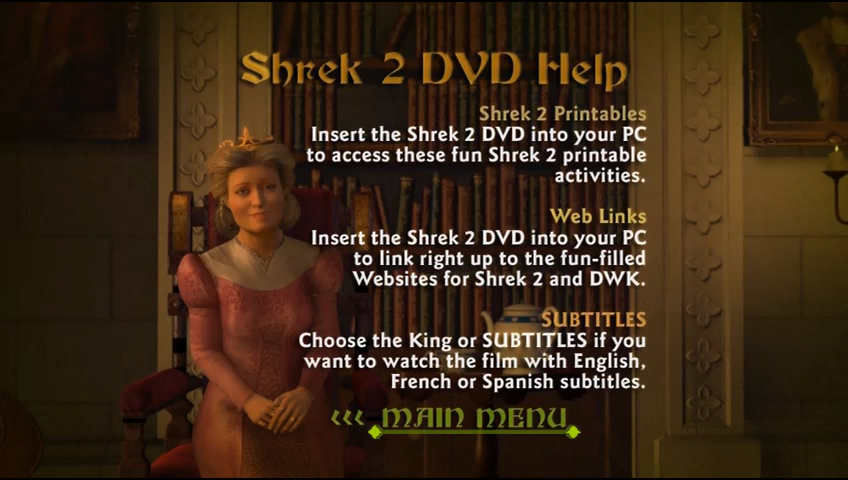 Shrek 2 DVD Help
Shrek 2 Printables
Insert the Shrek 2 DVD into your PC
to access these fun Shrek 2 printable
activities.
Web Links
Insert the Shrek 2 DVD into your PC
to link right up to the fun-filled
Websites for Shrek 2 and DWK.
SUBTITLES
Choose the King or SUBTITLES if you
want to watch the film with English,
French or Spanish subtitles.
<<< MAIN MENU